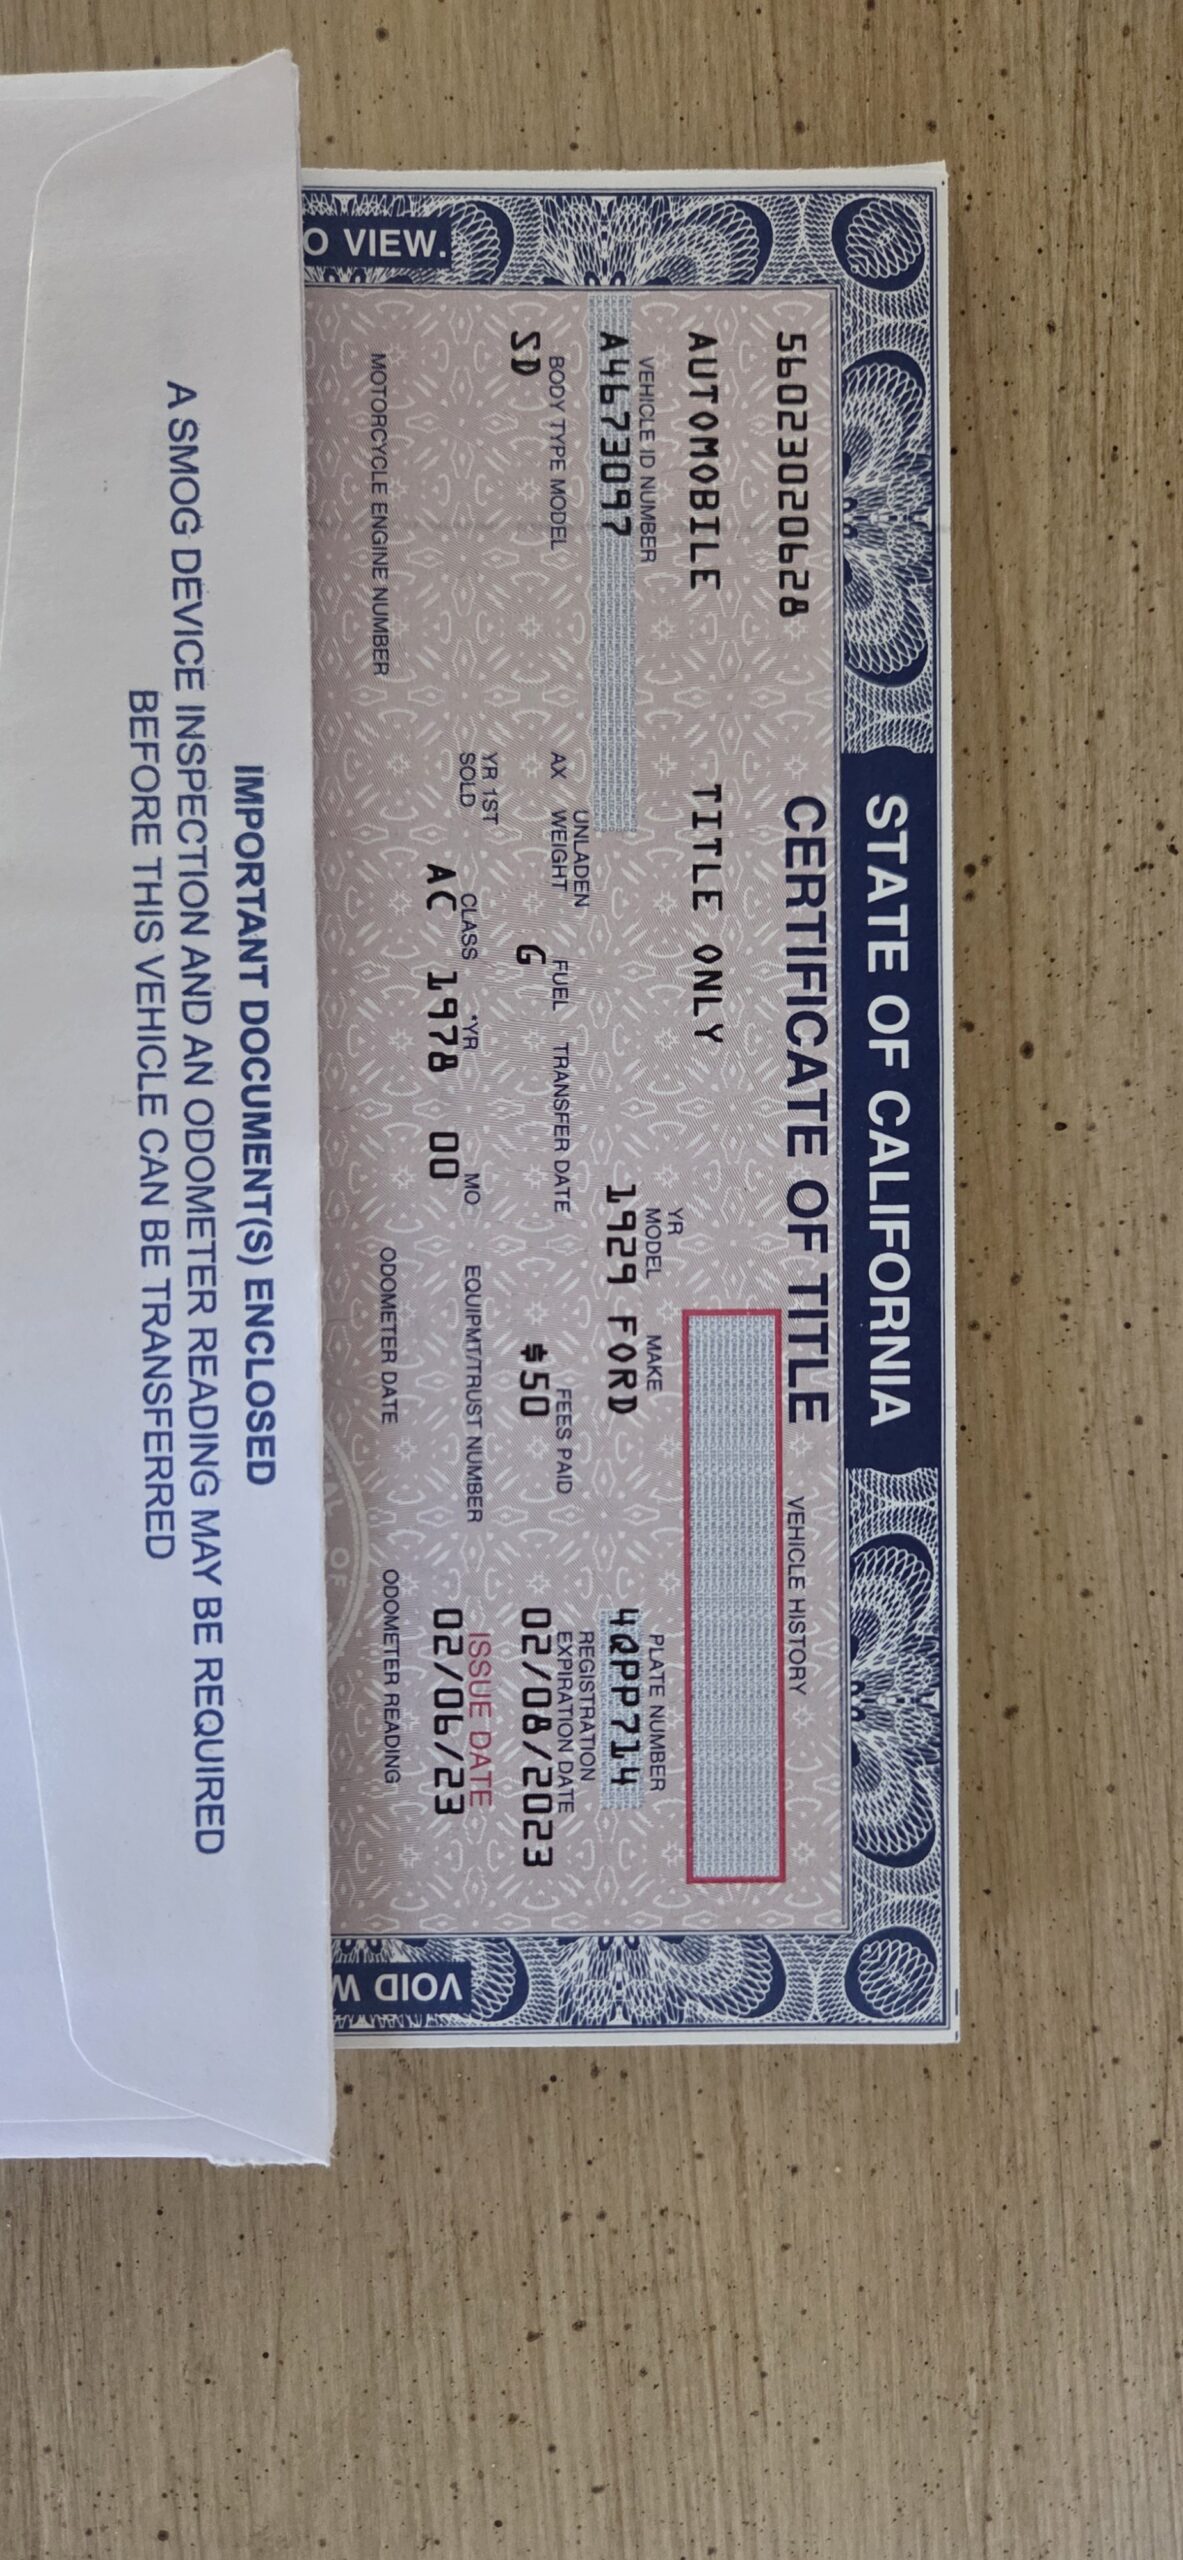 STATE OF CALIFORNIA
CERTIFICATE OF TITLE
VEHICLE HISTORY
56023020628
AUTOMOBILE TITLE ONLY
VEHICLE ID NUMBER YR MODEL MAKE PLATE NUMBER
A4673097 1929 FORD 4QPP714
BODY TYPE MODEL AX UNLADEN WEIGHT FUEL TRANSFER DATE FEES PAID REGISTRATION EXPIRATION DATE
SD G $50 02/08/2023
YR 1ST SOLD CLASS *YR MO EQUIPMT/TRUST NUMBER ISSUE DATE
AC 1978 00 02/06/23
MOTORCYCLE ENGINE NUMBER ODOMETER DATE ODOMETER READING
O VIEW.
VOID W
AL OF
IMPORTANT DOCUMENT(S) ENCLOSED
A SMOG DEVICE INSPECTION AND AN ODOMETER READING MAY BE REQUIRED
BEFORE THIS VEHICLE CAN BE TRANSFERRED